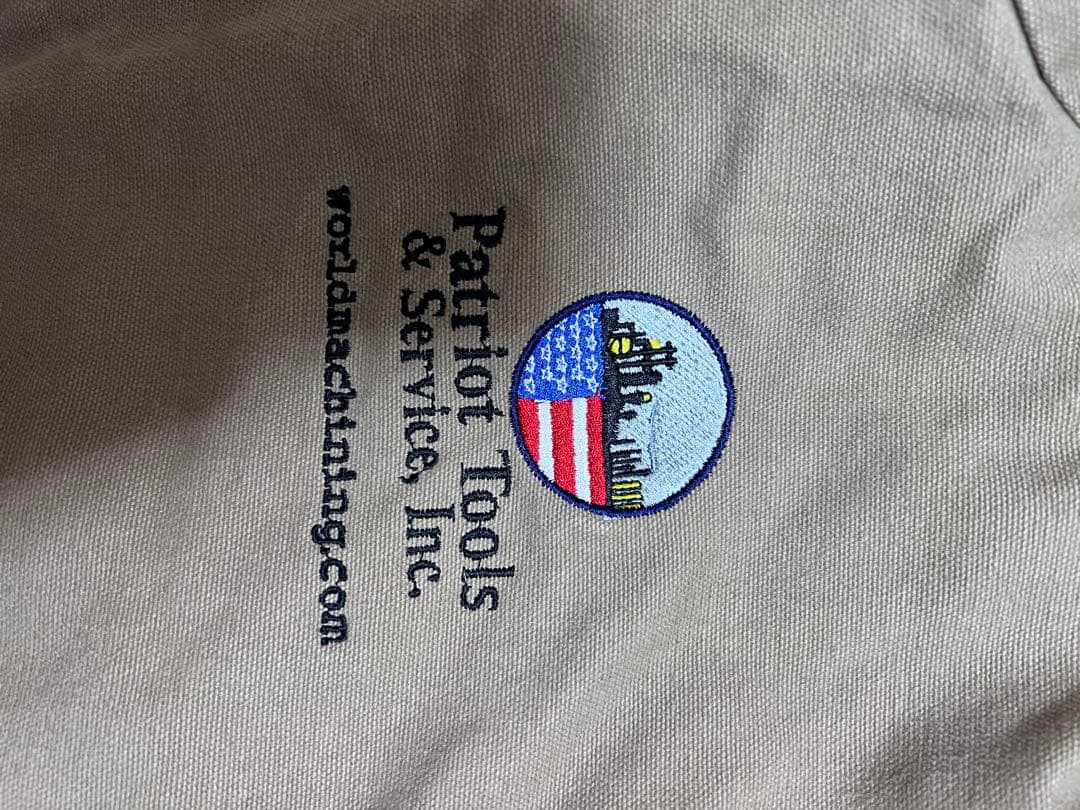 Patriot Tools
& Service, Inc.
worldmachining.com